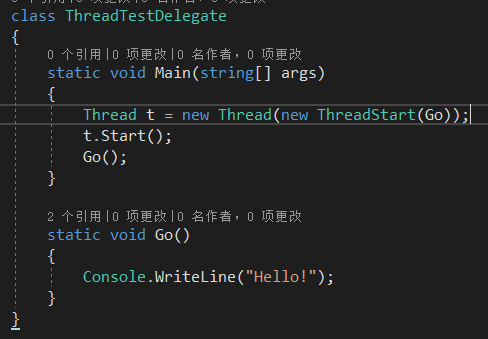 class ThreadTestDelegate
{
0 个引用|0 项更改|0 名作者, 0 项更改
static void Main(string[] args)
{
Thread t = new Thread(new ThreadStart(Go));
t.Start();
Go();
}
2 个引用|0 项更改|0 名作者, 0 项更改
static void Go()
{
Console.WriteLine("Hello!");
}
}